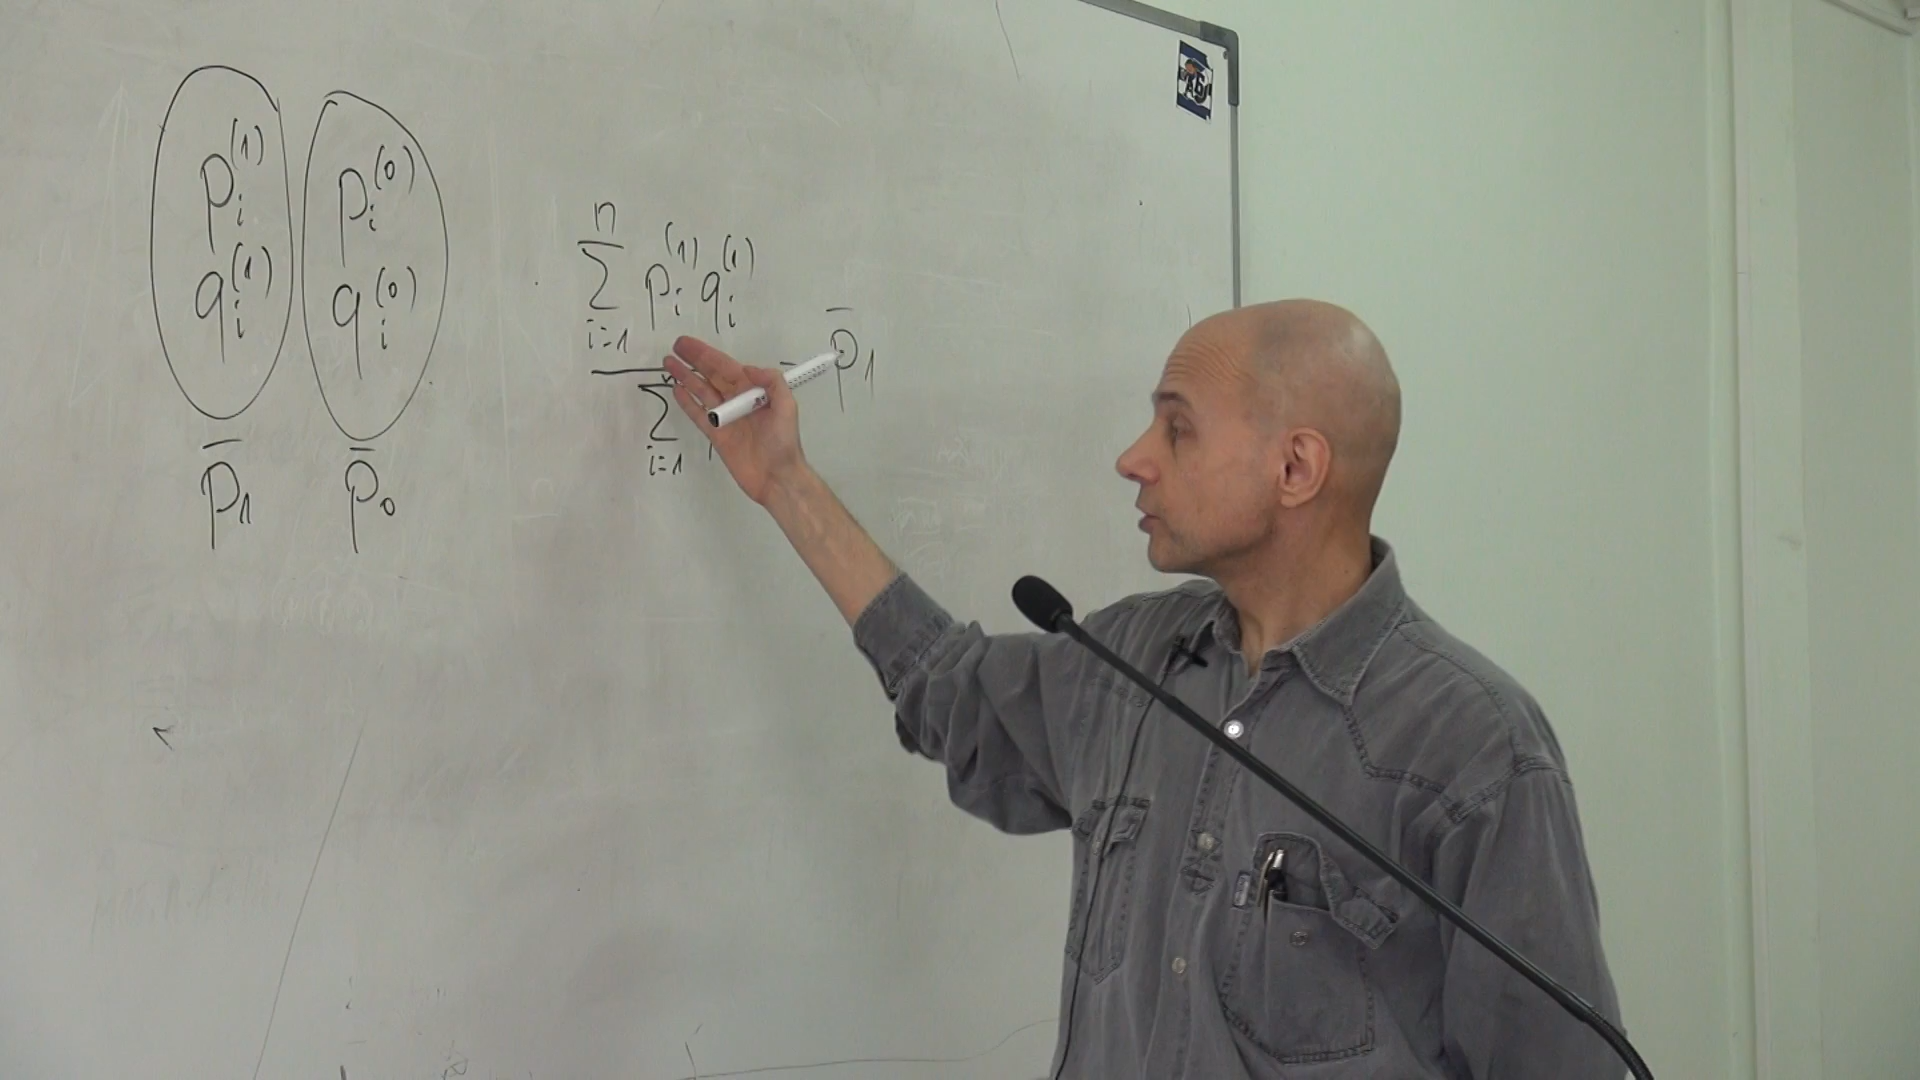 p_i^(1) p_i^(0)
q_i^(1) q_i^(0)
p̄_1 p̄_0
n
∑ p_i^(1) q_i^(1)
i=1
p̄_1
∑
i=1